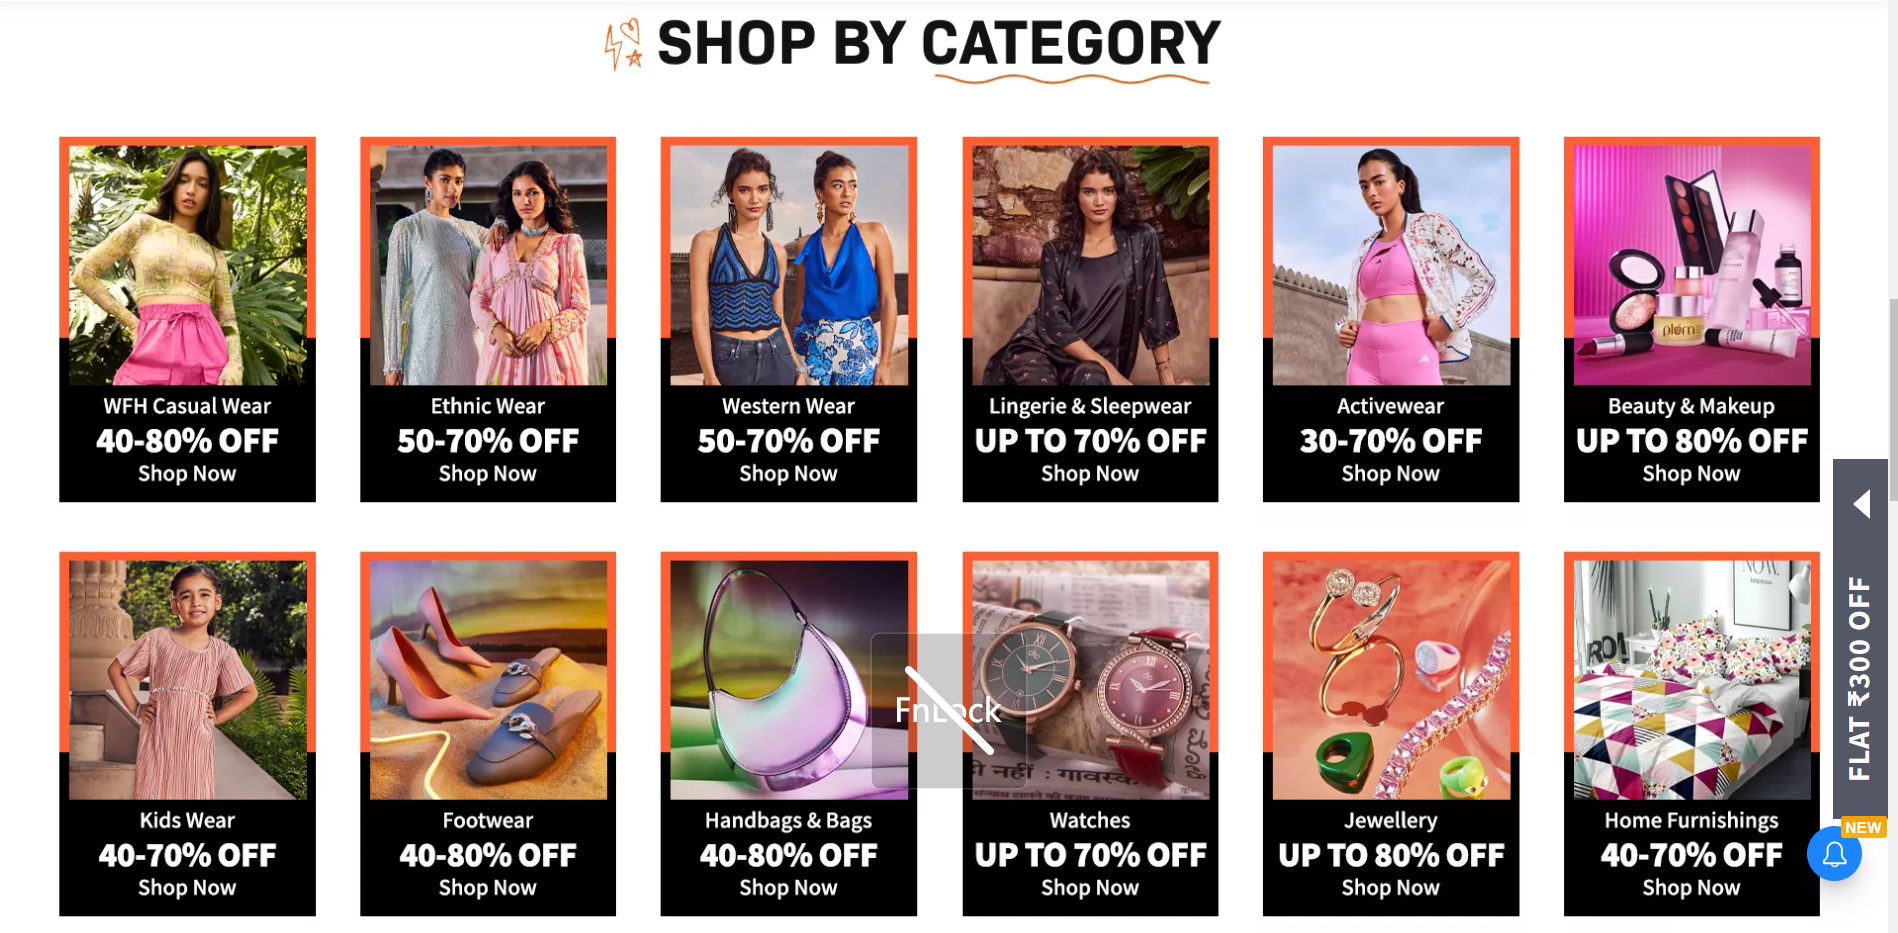 SHOP BY CATEGORY
WFH Casual Wear
40-80% OFF
Shop Now
Ethnic Wear
50-70% OFF
Shop Now
Western Wear
50-70% OFF
Shop Now
Lingerie & Sleepwear
UP TO 70% OFF
Shop Now
Activewear
30-70% OFF
Shop Now
plum
Beauty & Makeup
UP TO 80% OFF
Shop Now
FLAT ₹300 OFF
Kids Wear
40-70% OFF
Shop Now
Footwear
40-80% OFF
Shop Now
Handbags & Bags
40-80% OFF
Shop Now
FnLock
ही नहीं : गावस्क
Watches
UP TO 70% OFF
Shop Now
Jewellery
UP TO 80% OFF
Shop Now
NOW.
Home Furnishings
40-70% OFF
Shop Now
NEW